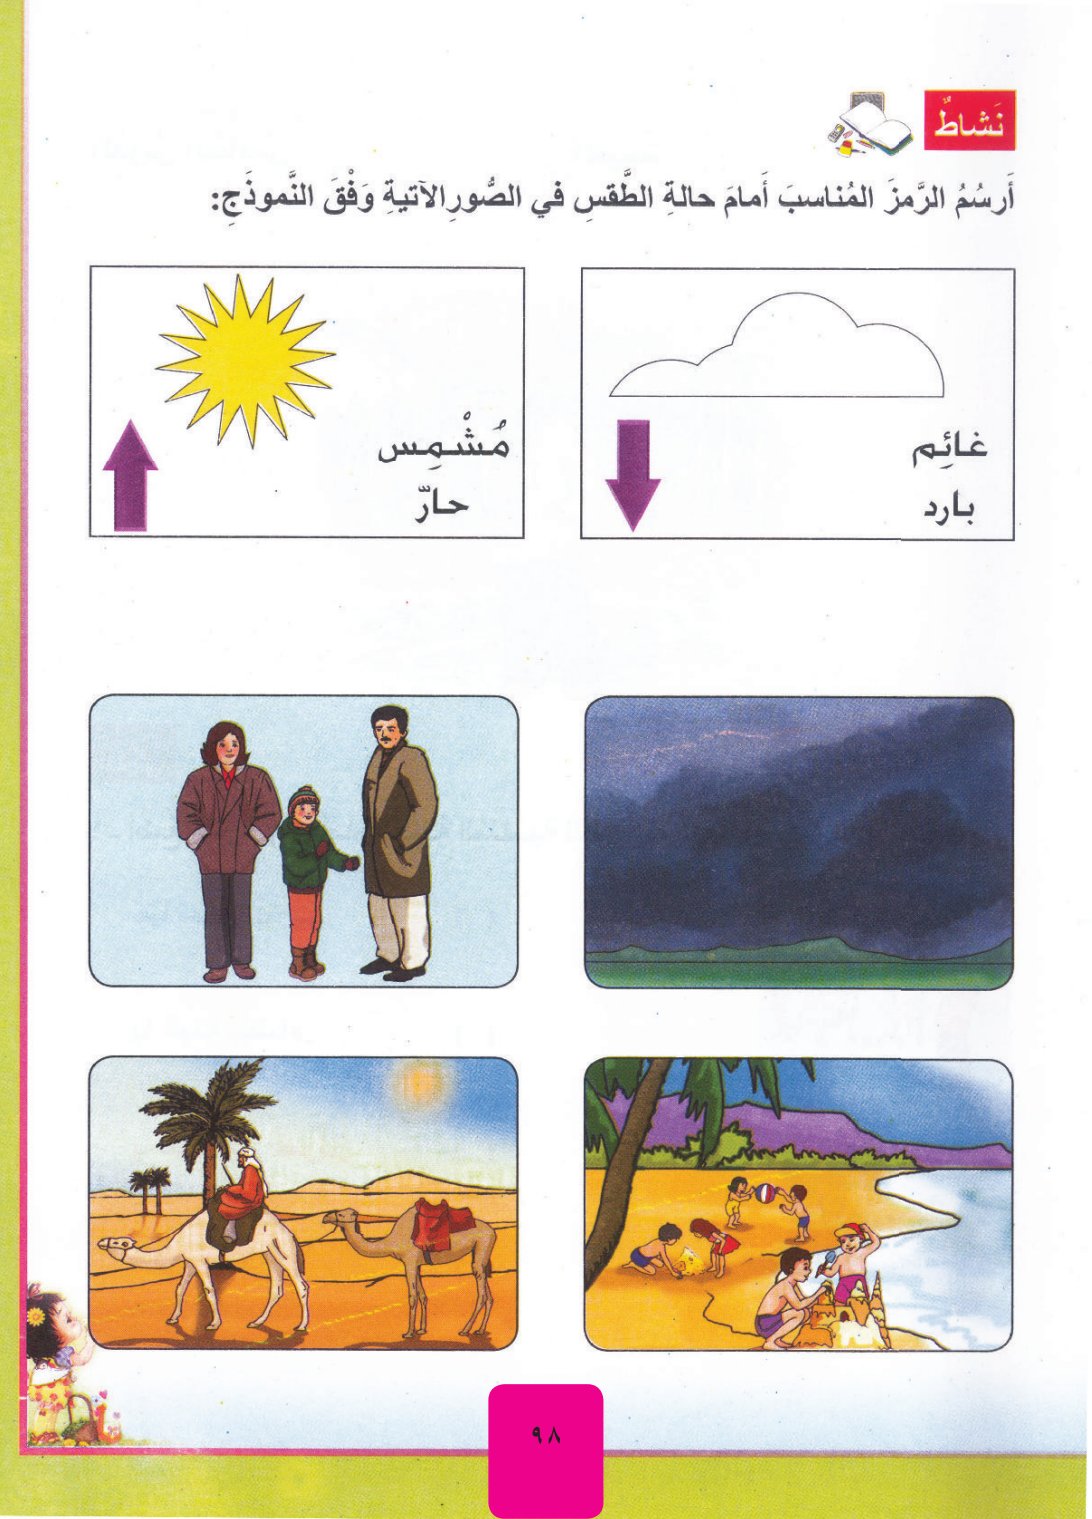 نَشاطٌ
أَرسُمُ الرَّمزَ المُناسبَ أَمامَ حالةِ الطَّقسِ في الصُّورِ الآتيةِ وَفْقَ النَّموذَجِ:
غائِم
بارد
مُشْمِس
حارّ
٩٨